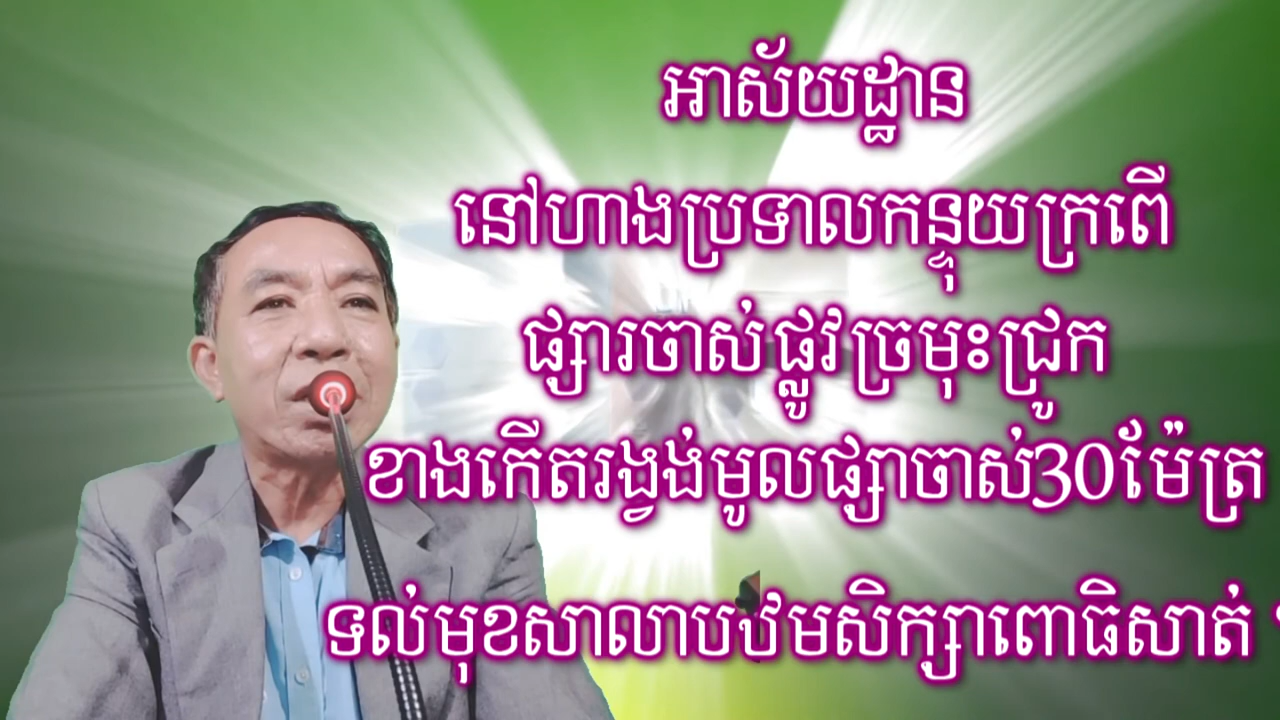 អាស័យដ្ឋាន
នៅហាងប្រទាលកន្ទុយក្រពើ
ផ្សារចាស់ផ្លូវច្រមុះជ្រូក
ខាងកើតរង្វង់មូលផ្សាចាស់30ម៉ែត្រ
ទល់មុខសាលាបឋមសិក្សាពោធិសាត់